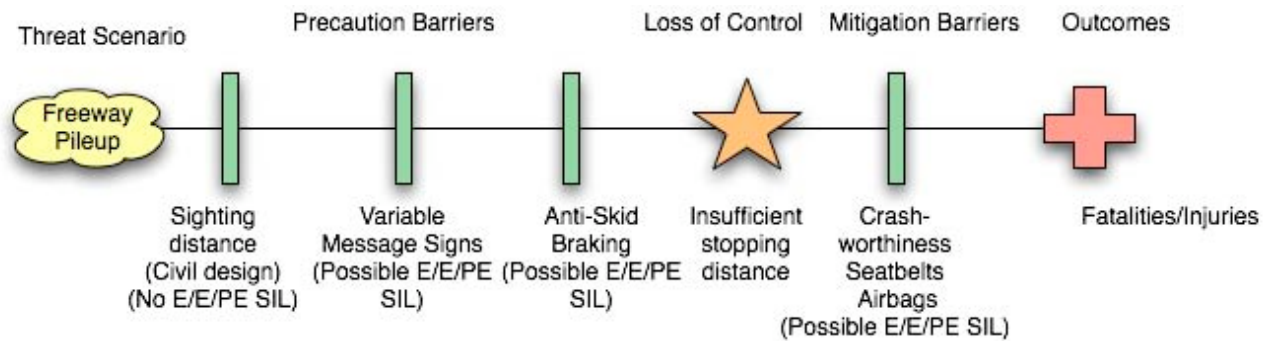 Threat Scenario
Precaution Barriers
Loss of Control
Mitigation Barriers
Outcomes
Freeway
Pileup
Sighting
distance
(Civil design)
(No E/E/PE SIL)
Variable
Message Signs
(Possible E/E/PE
SIL)
Anti-Skid
Braking
(Possible E/E/PE
SIL)
Insufficient
stopping
distance
Crash-
worthiness
Seatbelts
Airbags
(Possible E/E/PE SIL)
Fatalities/Injuries